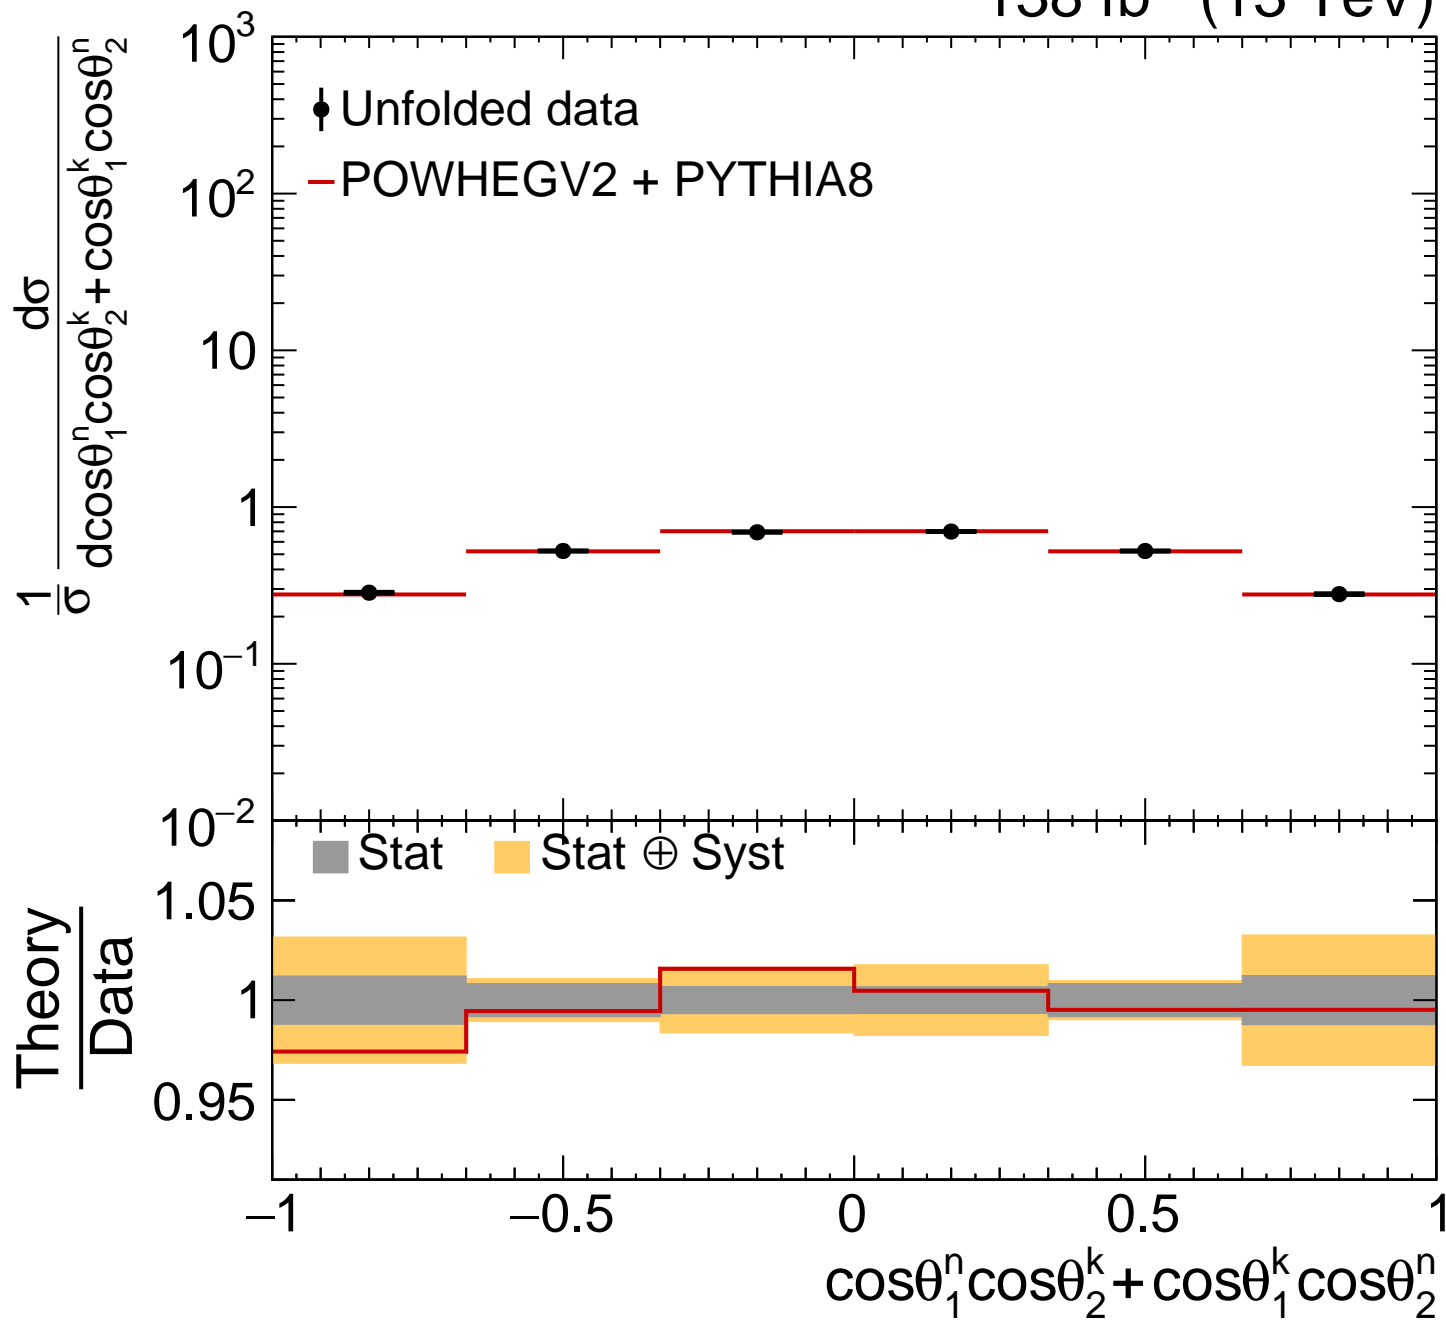 Unfolded data
POWHEGV2 + PYTHIA8
10³
10²
10
1
10⁻¹
10⁻²
1/σ dσ/dcosθ₁ⁿcosθ₂ᵏ+cosθ₁ᵏcosθ₂ⁿ
Stat
Stat ⊕ Syst
1.05
1
0.95
Theory
Data
−1
−0.5
0
0.5
1
cosθ₁ⁿcosθ₂ᵏ+cosθ₁ᵏcosθ₂ⁿ